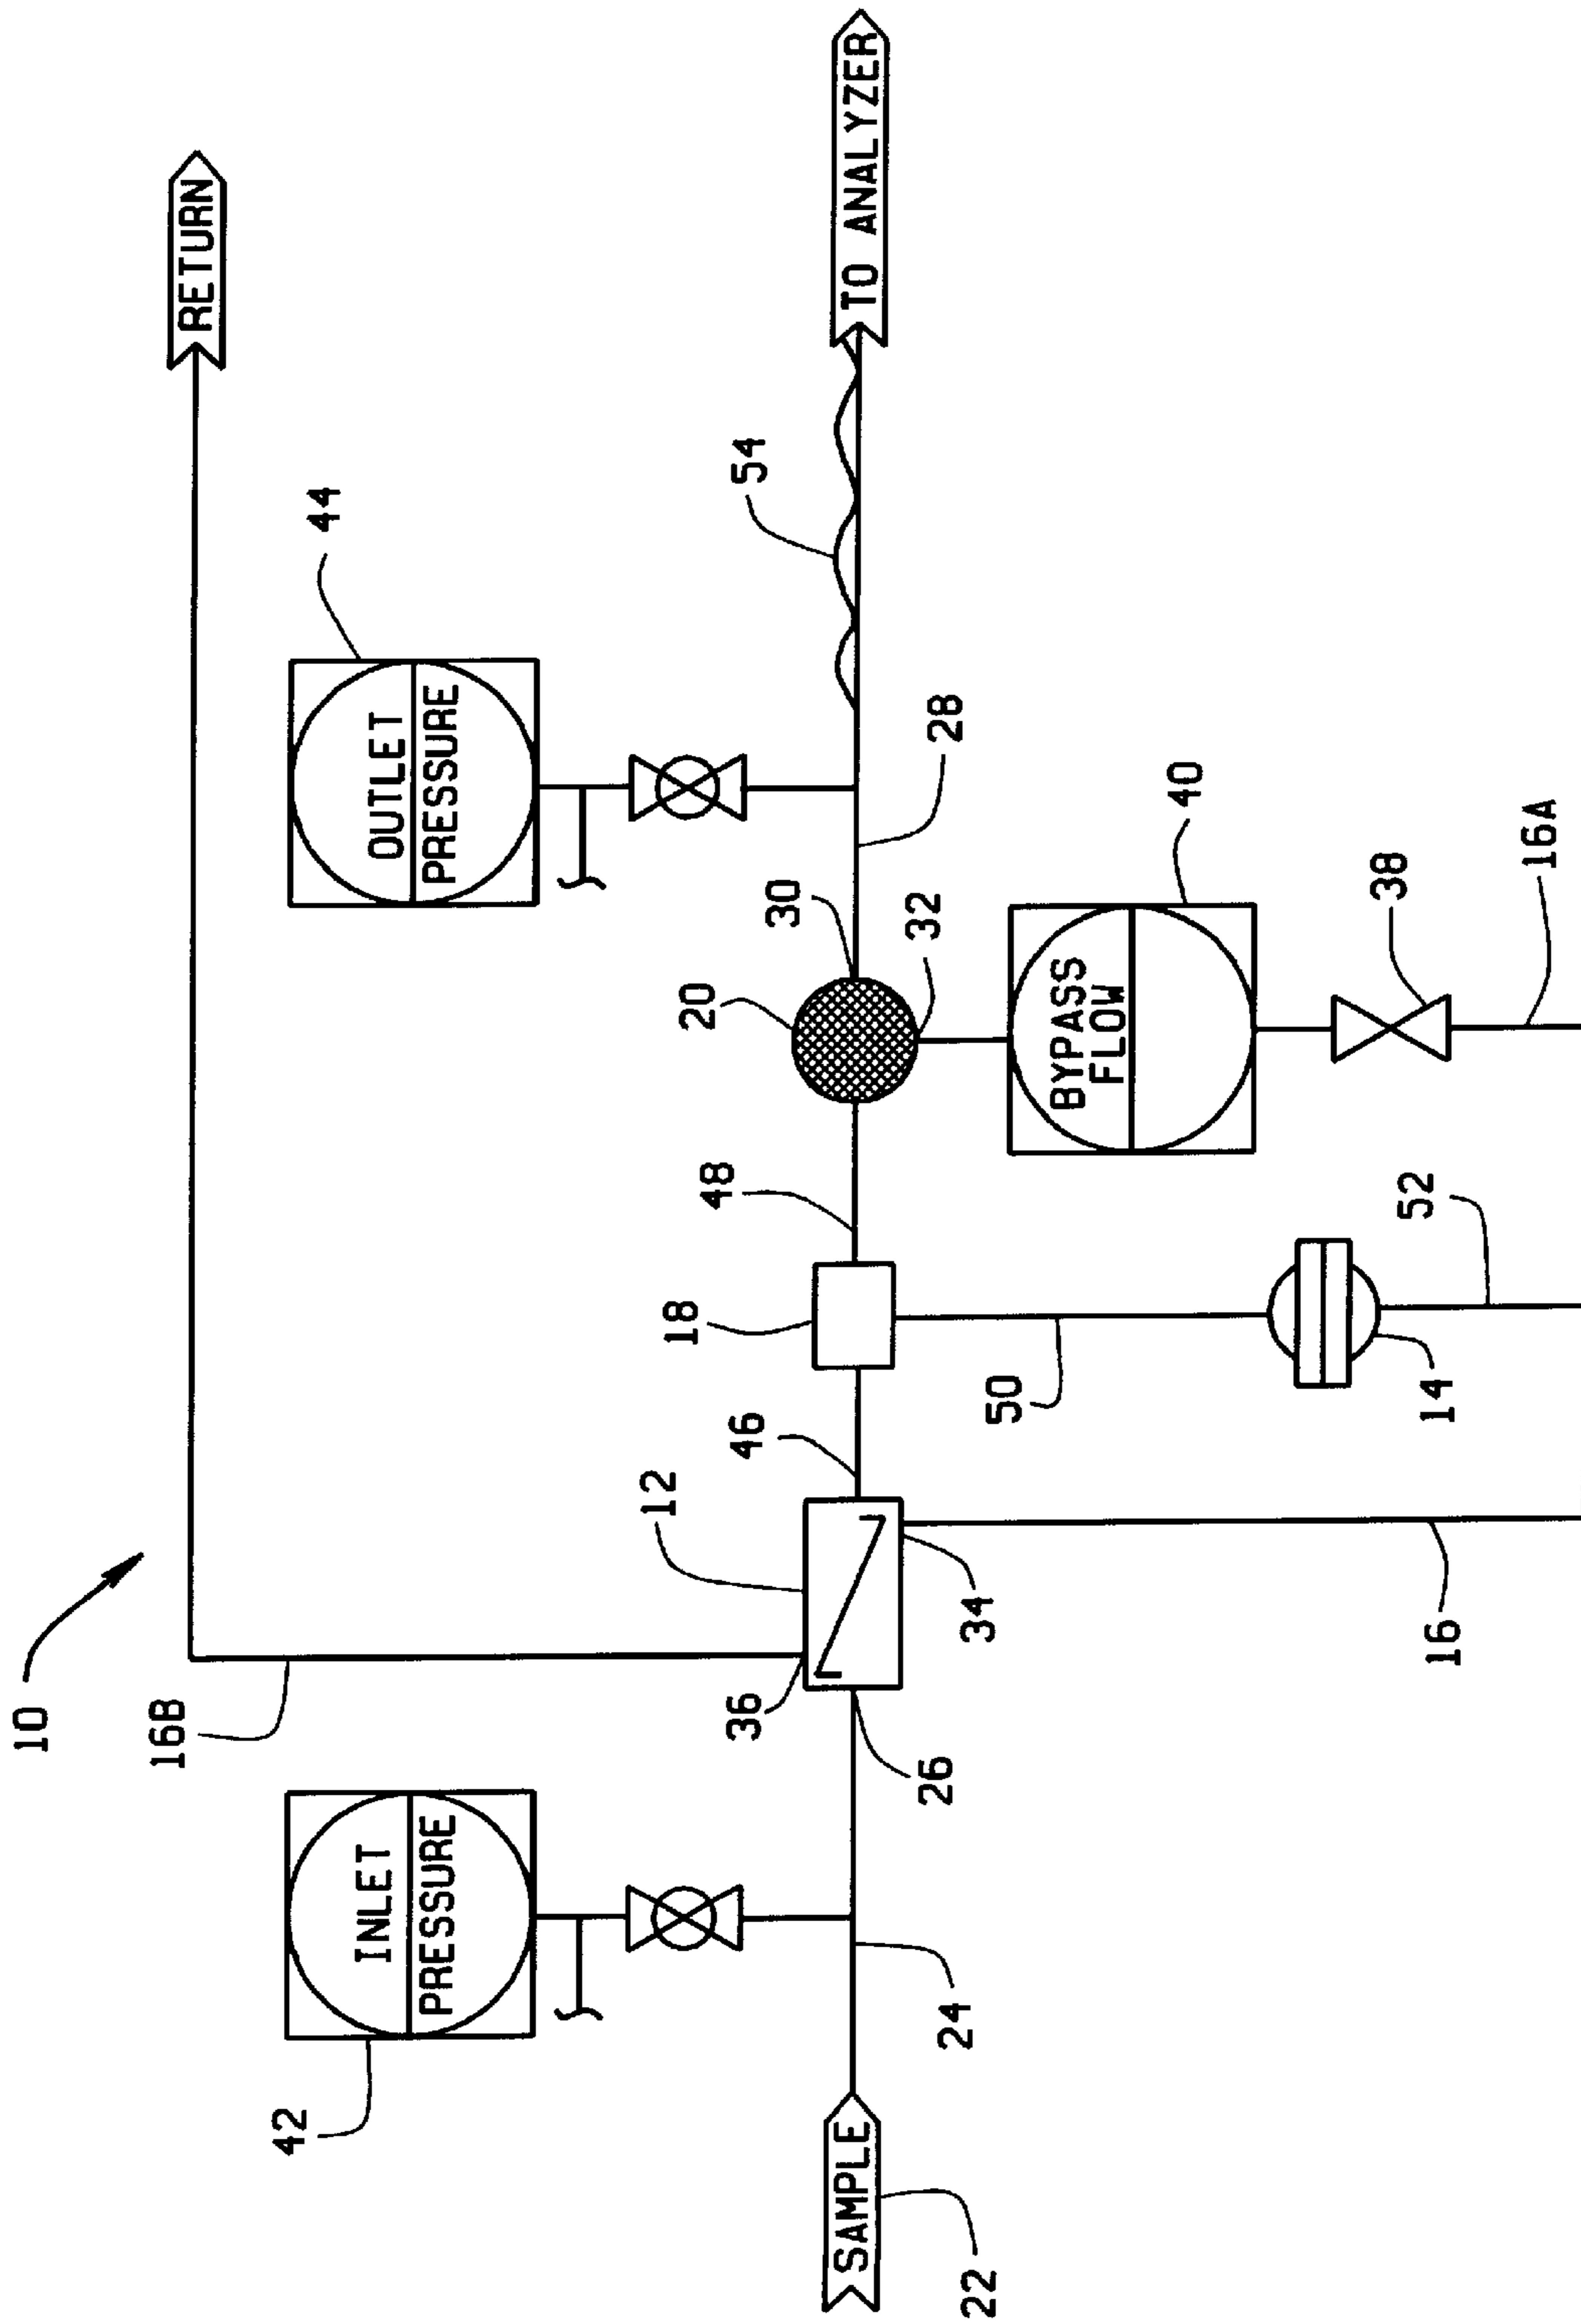 10
RETURN
16B
42
INLET
PRESSURE
44
OUTLET
PRESSURE
12
46
18
48
20
30
54
36
SAMPLE
TO ANALYZER
22
24
26
34
50
32
28
BYPASS
FLOW
40
16
14
52
38
16A